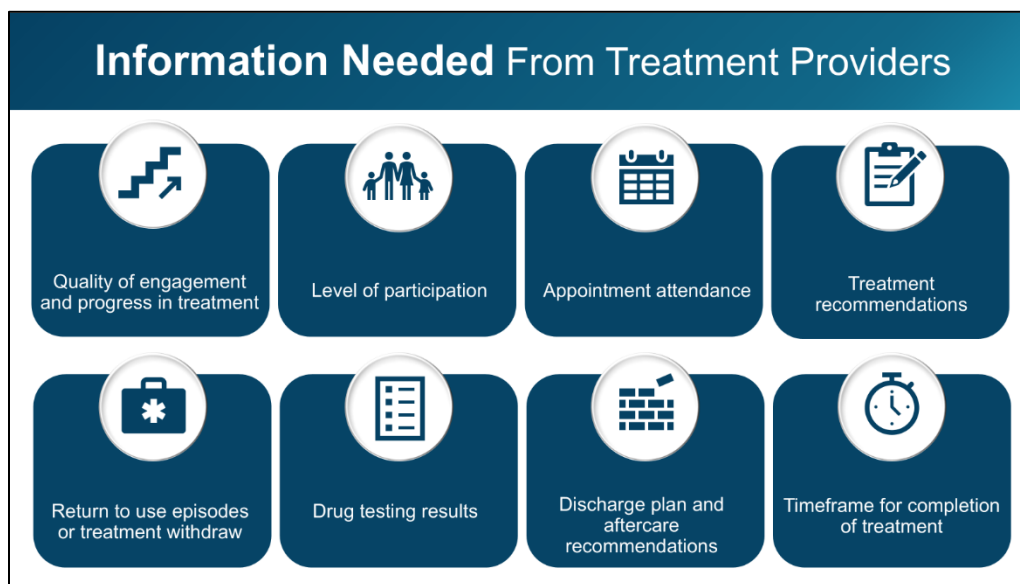 Information Needed From Treatment Providers
Quality of engagement
and progress in treatment
Level of participation
Appointment attendance
Treatment
recommendations
Return to use episodes
or treatment withdraw
Drug testing results
Discharge plan and
aftercare
recommendations
Timeframe for completion
of treatment